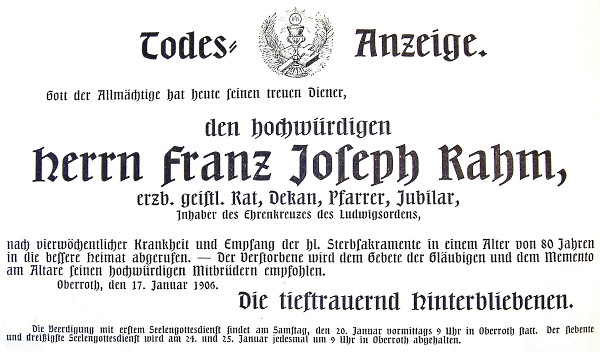 Todes= Anzeige.
Gott der Allmächtige hat heute seinen treuen Diener,
den hochwürdigen
Herrn Franz Joseph Rahm,
erzb. geistl. Rat, Dekan, Pfarrer, Jubilar,
Inhaber des Ehrenkreuzes des Ludwigsordens,
nach vierwöchentlicher Krankheit und Empfang der hl. Sterbsakramente in einem Alter von 80 Jahren
in die bessere Heimat abgerufen. — Der Verstorbene wird dem Gebete der Gläubigen und dem Memento
am Altare seinen hochwürdigen Mitbrüdern empfohlen.
Oberroth, den 17. Januar 1906.
Die tieftrauernd Hinterbliebenen.
Die Beerdigung mit erstem Seelengottesdienst findet am Samstag, den 20. Januar vormittags 9 Uhr in Oberroth statt. Der siebente
und dreißigste Seelengottesdienst wird am 24. und 25. Januar jedesmal um 9 Uhr in Oberroth abgehalten.